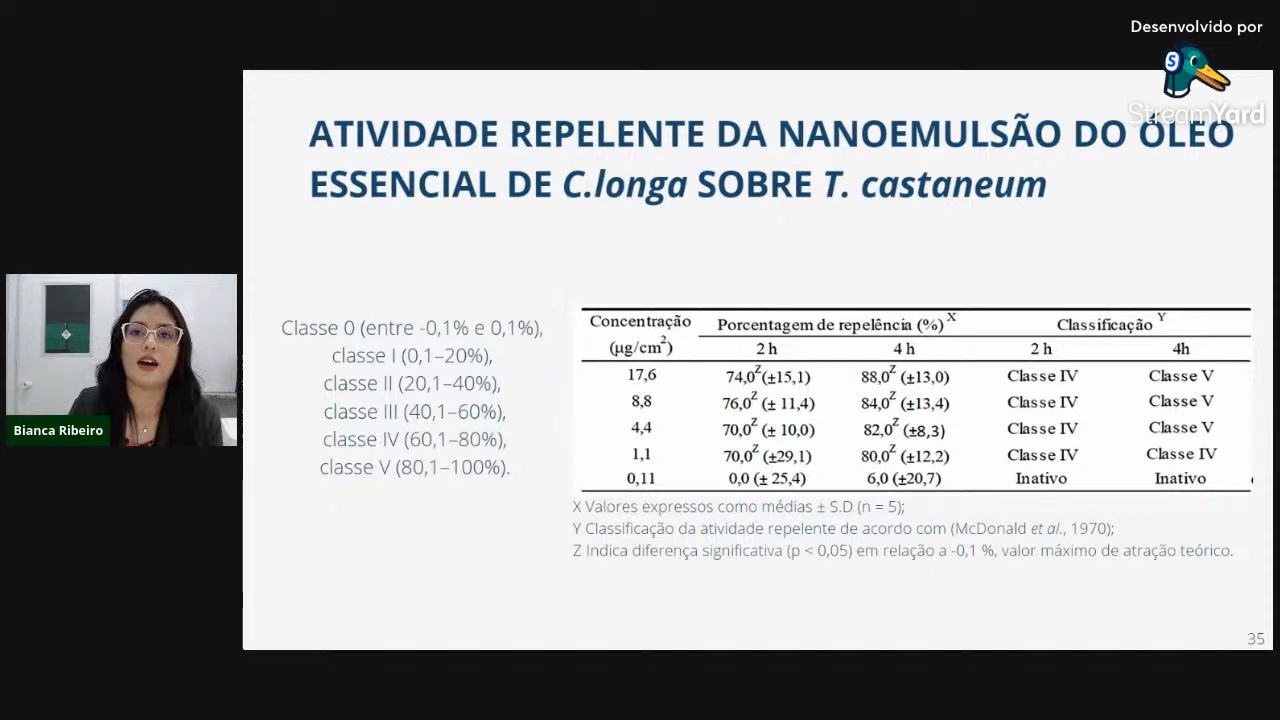 Desenvolvido por
StreamYard
ATIVIDADE REPELENTE DA NANOEMULSÃO DO ÓLEO
ESSENCIAL DE C.longa SOBRE T. castaneum
Classe 0 (entre -0,1% e 0,1%),
classe I (0,1–20%),
classe II (20,1–40%),
classe III (40,1–60%),
classe IV (60,1–80%),
classe V (80,1–100%).
Concentração (µg/cm²) Porcentagem de repelência (%) X Classificação Y
2 h 4 h 2 h 4h
17,6 74,0Z (±15,1) 88,0Z (±13,0) Classe IV Classe V
8,8 76,0Z (± 11,4) 84,0Z (±13,4) Classe IV Classe V
4,4 70,0Z (± 10,0) 82,0Z (±8,3) Classe IV Classe V
1,1 70,0Z (±29,1) 80,0Z (±12,2) Classe IV Classe IV
0,11 0,0 (± 25,4) 6,0 (±20,7) Inativo Inativo
X Valores expressos como médias ± S.D (n = 5);
Y Classificação da atividade repelente de acordo com (McDonald et al., 1970);
Z Indica diferença significativa (p < 0,05) em relação a -0,1 %, valor máximo de atração teórico.
35
Bianca Ribeiro